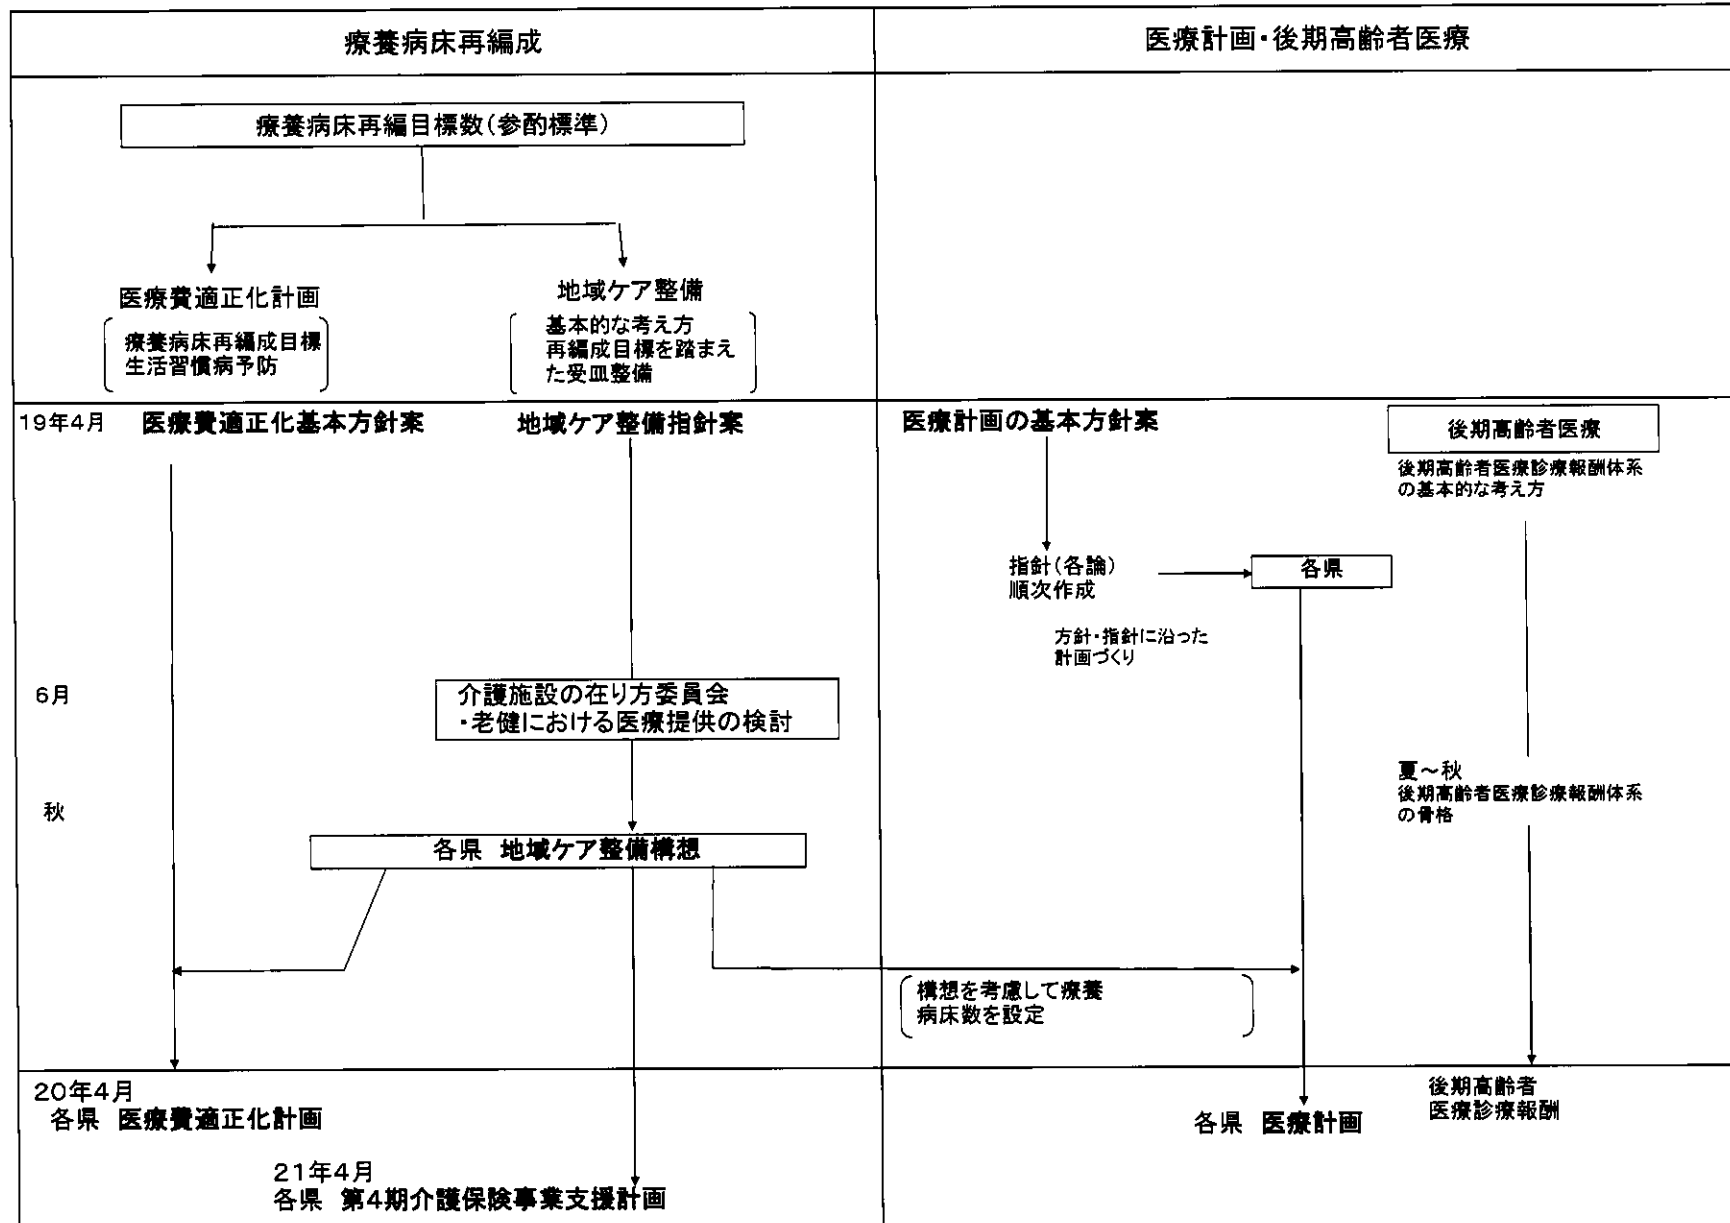 療養病床再編成
医療計画・後期高齢者医療
療養病床再編目標数（参酌標準）
医療費適正化計画
療養病床再編成目標
生活習慣病予防
地域ケア整備
基本的な考え方
再編成目標を踏まえ
た受皿整備
19年4月
医療費適正化基本方針案
地域ケア整備指針案
医療計画の基本方針案
後期高齢者医療
後期高齢者医療診療報酬体系
の基本的な考え方
指針（各論）
順次作成
各県
方針・指針に沿った
計画づくり
6月
介護施設の在り方委員会
・老健における医療提供の検討
夏～秋
後期高齢者医療診療報酬体系
の骨格
秋
各県 地域ケア整備構想
構想を考慮して療養
病床数を設定
20年4月
各県 医療費適正化計画
各県 医療計画
後期高齢者
医療診療報酬
21年4月
各県 第4期介護保険事業支援計画